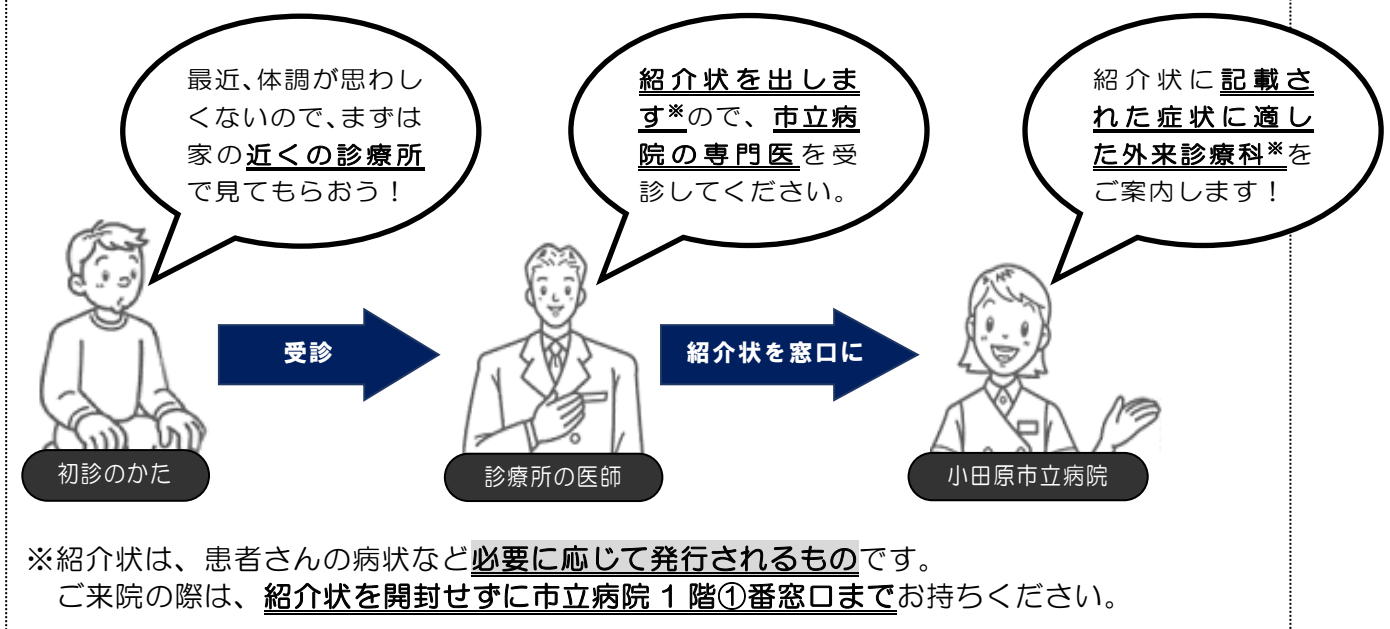 最近、体調が思わし
くないので、まずは
家の近くの診療所
で見てもらおう！
紹介状を出しま
す※ので、市立病
院の専門医を受
診してください。
紹介状に記載さ
れた症状に適し
た外来診療科※を
ご案内します！
受診
紹介状を窓口に
初診のかた
診療所の医師
小田原市立病院
※紹介状は、患者さんの病状など必要に応じて発行されるものです。
ご来院の際は、紹介状を開封せずに市立病院 1 階①番窓口までお持ちください。